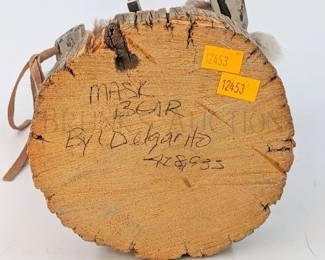 12453
12453
MASK
BEAR
By Delgarito